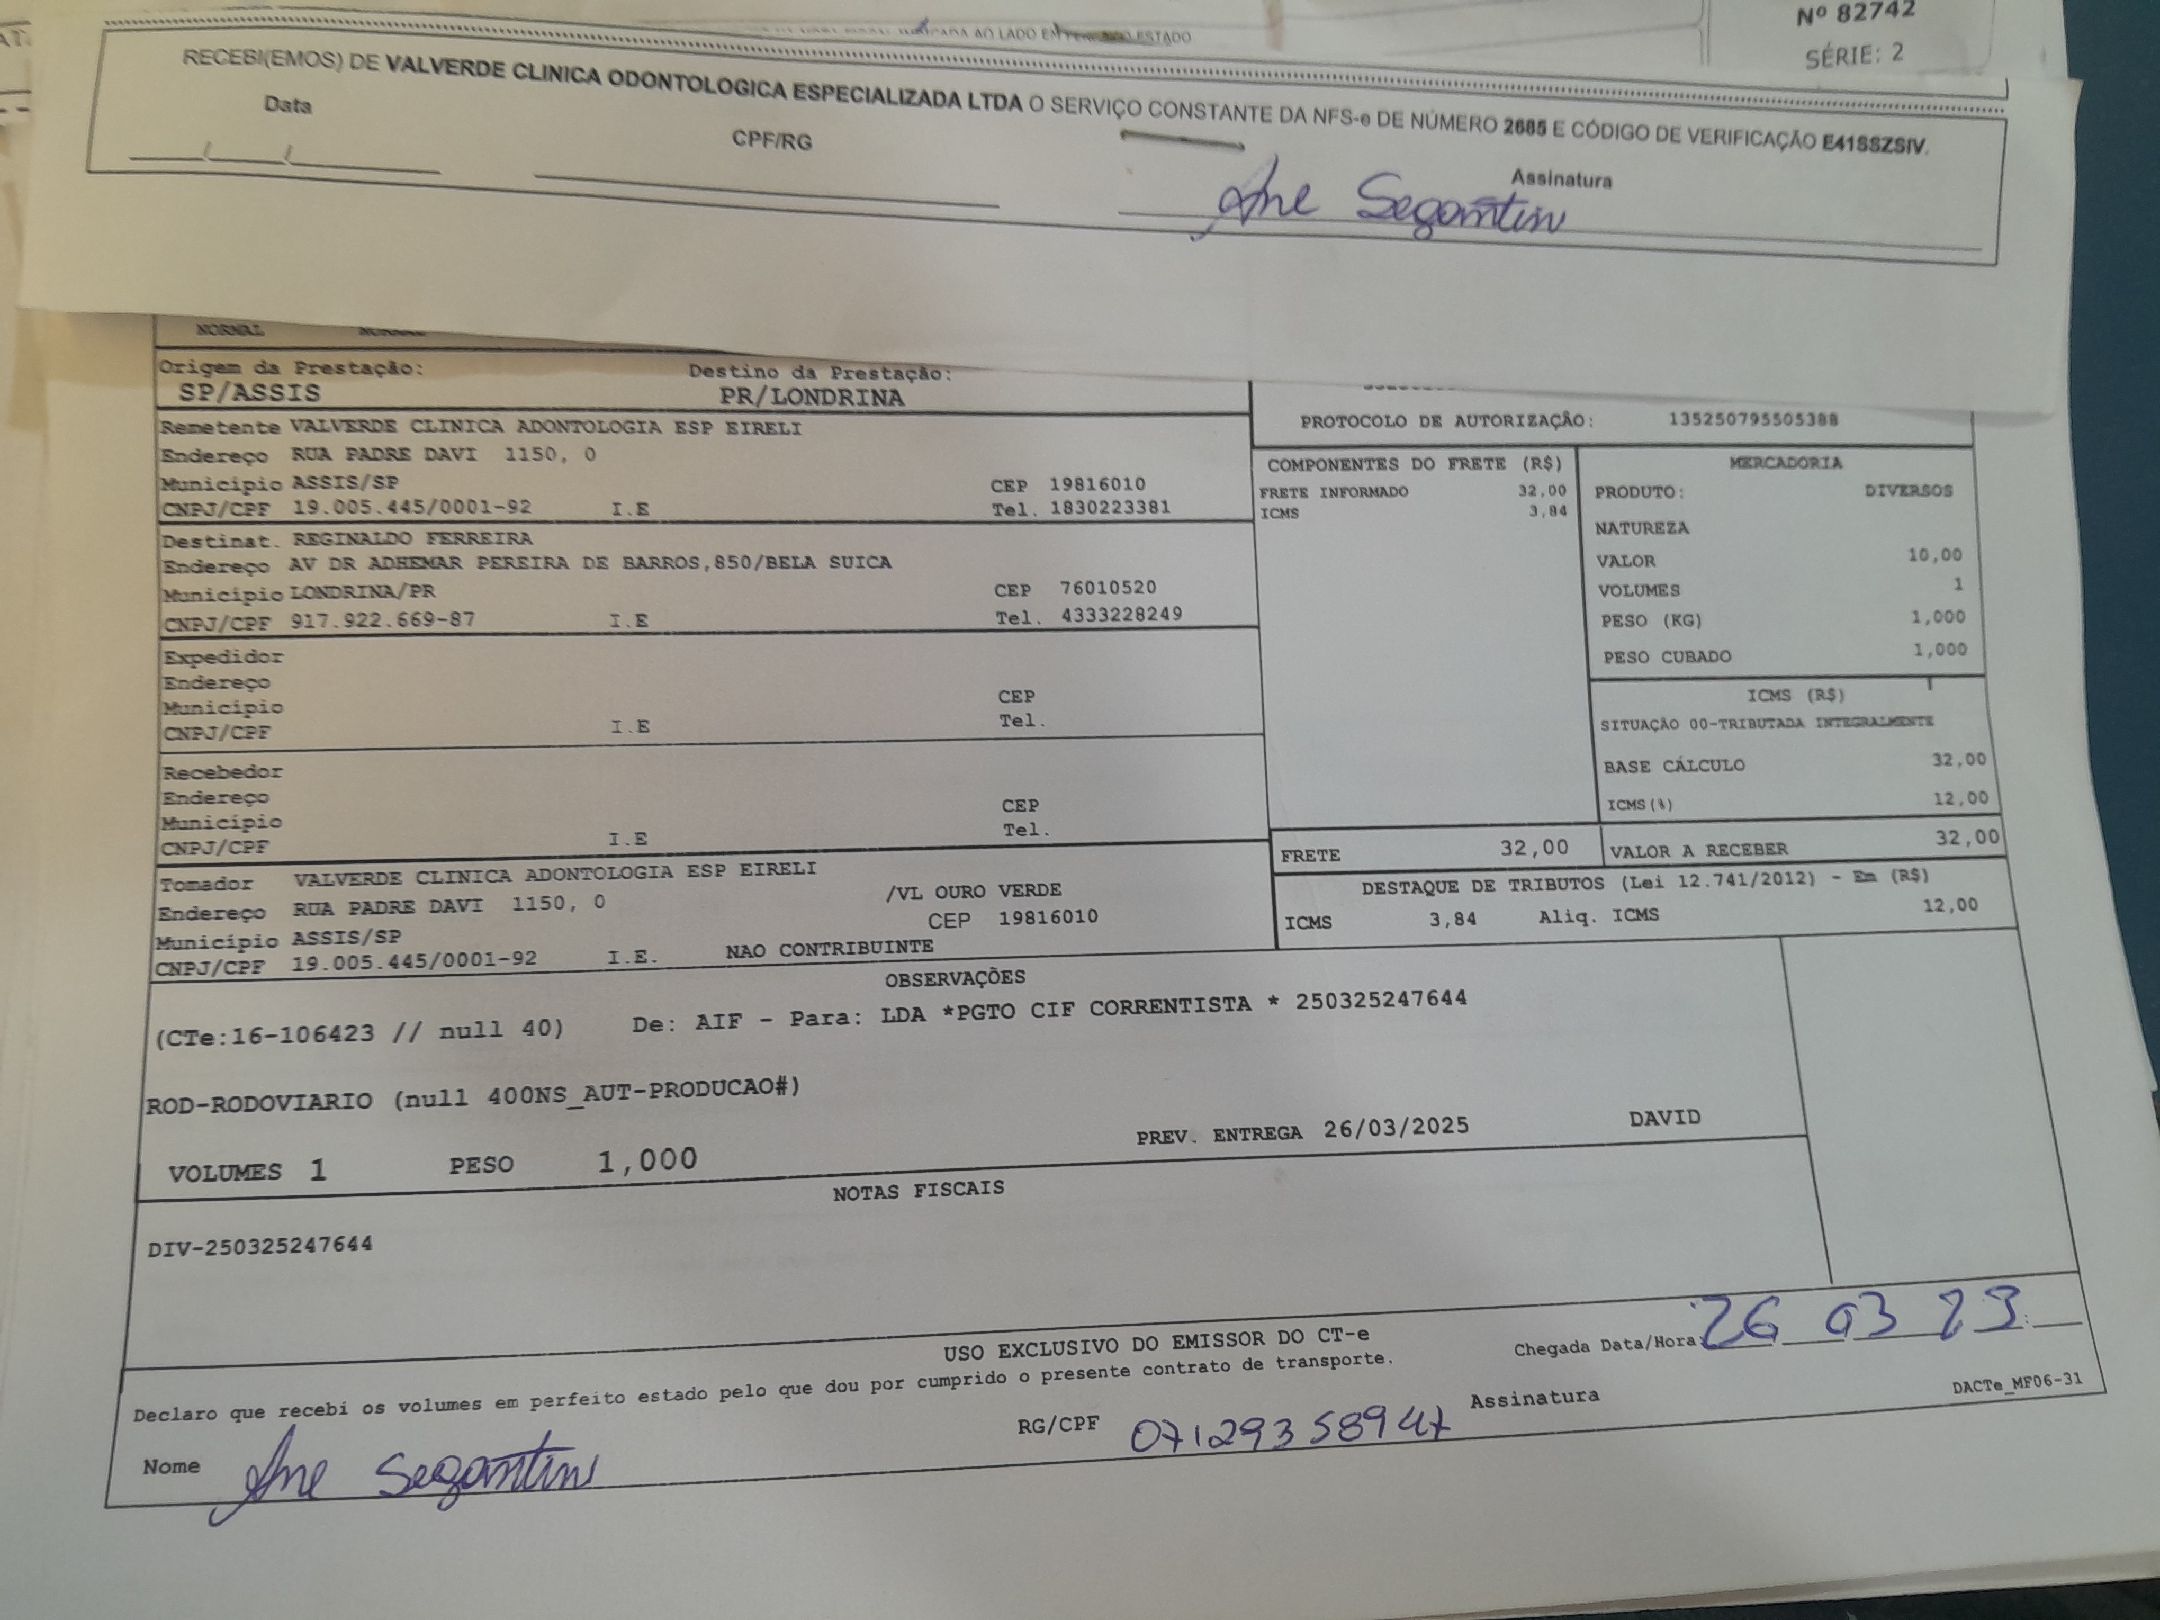 Nº 82742
SÉRIE: 2
AO LADO EM
ESTADO
RECEBI(EMOS) DE VALVERDE CLINICA ODONTOLOGICA ESPECIALIZADA LTDA O SERVIÇO CONSTANTE DA NFS-e DE NÚMERO 2685 E CÓDIGO DE VERIFICAÇÃO E41SSZSIV.
Data CPF/RG Assinatura
Ane Segantin
NORMAL
Origem da Prestação: Destino da Prestação:
SP/ASSIS PR/LONDRINA
Remetente VALVERDE CLINICA ADONTOLOGIA ESP EIRELI
Endereço RUA PADRE DAVI 1150, 0
Município ASSIS/SP CEP 19816010
CNPJ/CPF 19.005.445/0001-92 I.E Tel. 1830223381
Destinat. REGINALDO FERREIRA
Endereço AV DR ADHEMAR PEREIRA DE BARROS,850/BELA SUICA
Município LONDRINA/PR CEP 76010520
CNPJ/CPF 917.922.669-87 I.E Tel. 4333228249
Expedidor
Endereço
Município CEP
CNPJ/CPF I.E Tel.
Recebedor
Endereço
Município CEP
CNPJ/CPF I.E Tel.
Tomador VALVERDE CLINICA ADONTOLOGIA ESP EIRELI
Endereço RUA PADRE DAVI 1150, 0 /VL OURO VERDE
Município ASSIS/SP CEP 19816010
CNPJ/CPF 19.005.445/0001-92 I.E. NAO CONTRIBUINTE
PROTOCOLO DE AUTORIZAÇÃO: 135250795505388
COMPONENTES DO FRETE (R$)
FRETE INFORMADO 32,00
ICMS 3,84
MERCADORIA
PRODUTO: DIVERSOS
NATUREZA
VALOR 10,00
VOLUMES 1
PESO (KG) 1,000
PESO CUBADO 1,000
ICMS (R$)
SITUAÇÃO 00-TRIBUTADA INTEGRALMENTE
BASE CÁLCULO 32,00
ICMS(%) 12,00
FRETE 32,00 VALOR A RECEBER 32,00
DESTAQUE DE TRIBUTOS (Lei 12.741/2012) - Em (R$)
ICMS 3,84 Aliq. ICMS 12,00
OBSERVAÇÕES
(CTe:16-106423 // null 40) De: AIF - Para: LDA *PGTO CIF CORRENTISTA * 250325247644
ROD-RODOVIARIO (null 400NS_AUT-PRODUCAO#)
VOLUMES 1 PESO 1,000 PREV. ENTREGA 26/03/2025 DAVID
NOTAS FISCAIS
DIV-250325247644
USO EXCLUSIVO DO EMISSOR DO CT-e
Declaro que recebi os volumes em perfeito estado pelo que dou por cumprido o presente contrato de transporte.
Chegada Data/Hora: 26 03 23
Nome Ane Segantin RG/CPF 07129358947 Assinatura
DACTe_MF06-31